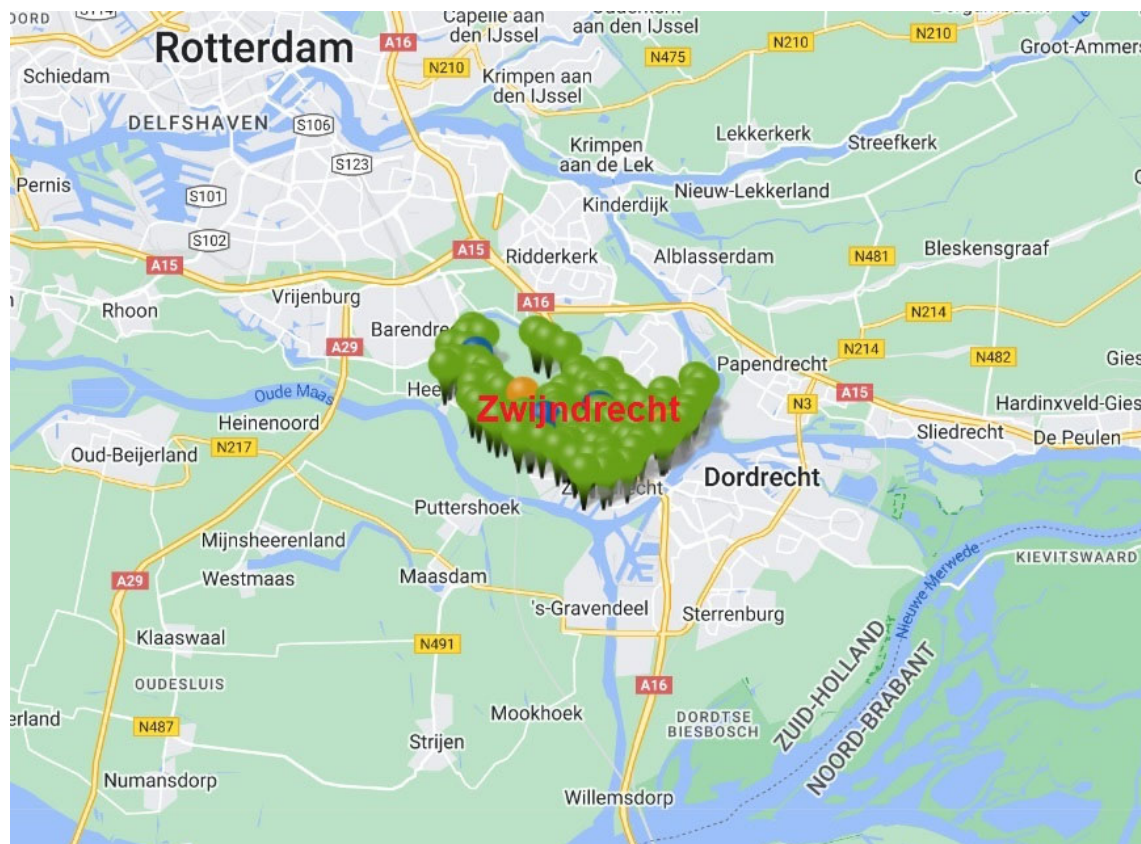 Capelle aan
den IJssel
aan den IJssel
N210
A16
N475
N210
Groot-Ammers
Rotterdam
Schiedam
N210
Krimpen aan
den IJssel
DELFSHAVEN
S106
Lekkerkerk
Streefkerk
S123
Krimpen
aan de Lek
Pernis
S101
Nieuw-Lekkerland
Kinderdijk
S102
A15
Ridderkerk
Alblasserdam
N481
Bleskensgraaf
A15
Rhoon
Vrijenburg
A16
N214
Barendre
A29
Papendrecht
N214
N482
Gies
Oude Maas
Hee
A15
N3
Hardinxveld-Gies
Zwijndrecht
Heinenoord
N217
Sliedrecht
De Peulen
Oud-Beijerland
Dordrecht
Puttershoek
Mijnsheerenland
KIEVITSWAARD
A29
Westmaas
Maasdam
Nieuwe Merwede
's-Gravendeel
Sterrenburg
Klaaswaal
N491
ZUID-HOLLAND
NOORD-BRABANT
OUDESLUIS
A16
erland
N487
Mookhoek
DORDTSE
BIESBOSCH
Strijen
Numansdorp
Willemsdorp